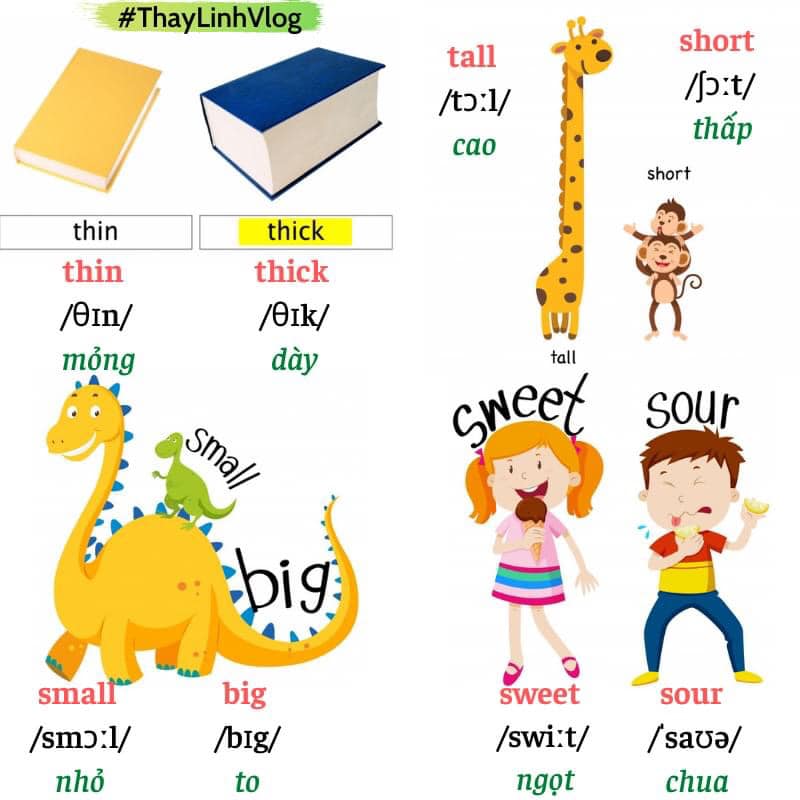 #ThayLinhVlog
thin
thick
thin
thick
/θɪn/
/θɪk/
mỏng
dày
tall
short
/tɔːl/
/ʃɔːt/
cao
thấp
short
tall
small
big
small
big
/smɔːl/
/bɪg/
nhỏ
to
sweet
sour
sweet
sour
/swiːt/
/ˈsaʊə/
ngọt
chua